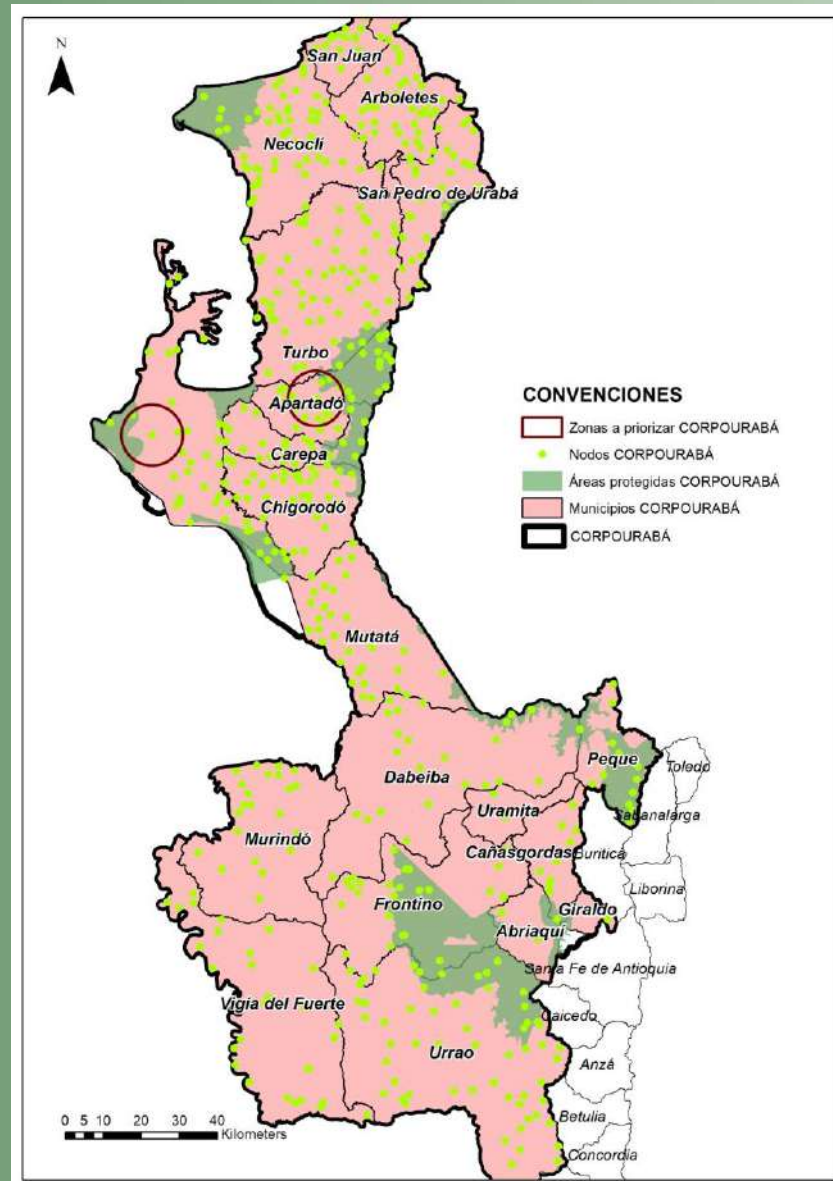 N
San Juan
Arboletes
Necoclí
San Pedro de Urabá
Turbo
Apartadó
Carepa
Chigorodó
CONVENCIONES
Zonas a priorizar CORPOURABÁ
Nodos CORPOURABÁ
Áreas protegidas CORPOURABÁ
Municipios CORPOURABÁ
CORPOURABÁ
Mutatá
Dabeiba
Peque
Toledo
Uramita
Sabanalarga
Murindó
Cañasgordas
Buriticá
Liborina
Frontino
Giraldo
Abriaquí
Santa Fe de Antioquia
Vigía del Fuerte
Caicedo
Urrao
Anzá
Betulia
Concordia
0 5 10 20 30 40
Kilometers